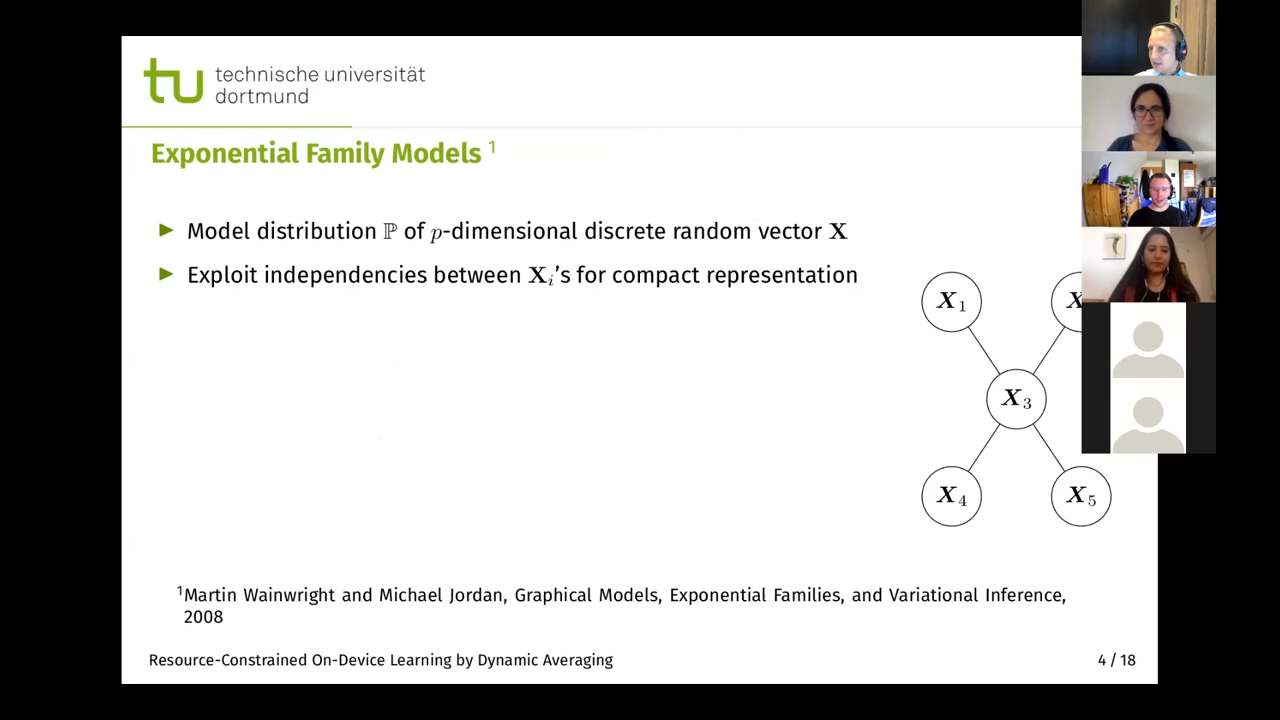 tu technische universität
dortmund
Exponential Family Models ¹
Model distribution ℙ of p-dimensional discrete random vector X
Exploit independencies between Xᵢ's for compact representation
X₁ X
X₃
X₄ X₅
¹Martin Wainwright and Michael Jordan, Graphical Models, Exponential Families, and Variational Inference,
2008
Resource-Constrained On-Device Learning by Dynamic Averaging 4 / 18